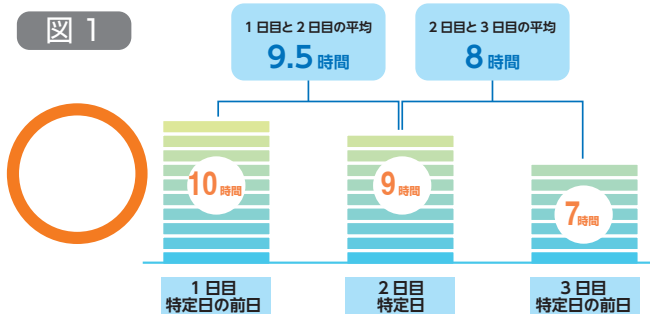 図1
1日目と2日目の平均
9.5時間
2日目と3日目の平均
8時間
10時間
9時間
7時間
1日目
特定日の前日
2日目
特定日
3日目
特定日の前日